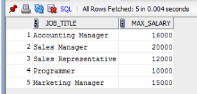 SQL | All Rows Fetched: 5 in 0.004 seconds
JOB_TITLE MAX_SALARY
1 Accounting Manager 16000
2 Sales Manager 20000
3 Sales Representative 12000
4 Programmer 10000
5 Marketing Manager 15000